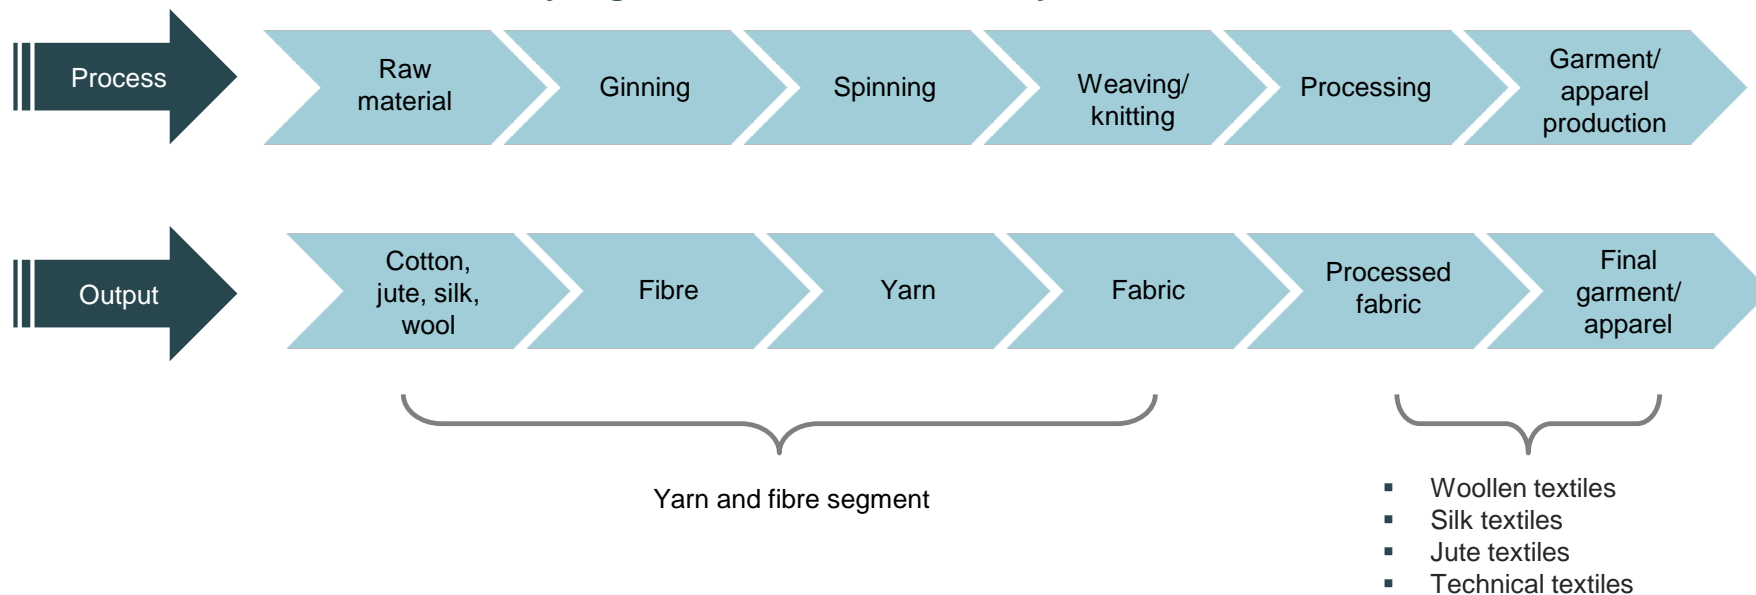 Process
Raw
material
Ginning
Spinning
Weaving/
knitting
Processing
Garment/
apparel
production
Output
Cotton,
jute, silk,
wool
Fibre
Yarn
Fabric
Processed
fabric
Final
garment/
apparel
Yarn and fibre segment
▪ Woollen textiles
▪ Silk textiles
▪ Jute textiles
▪ Technical textiles